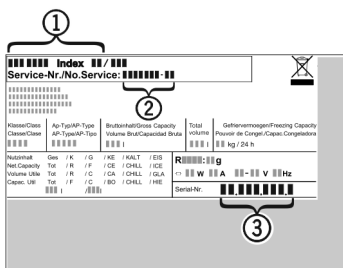 1
Index /
Service-Nr./No.Service: -
2
Klasse/Class Ap-Typ/AP-Type Bruttoinhalt/Gross Capacity Total Gefriervermoegen/Freezing Capacity
Classe/Clase AP-Type/AP-Tipo Volume Brut/Capacidad Bruta volume Pouvoir de Congel./Capac.Congeladora
l l kg / 24 h
Nutzinhalt Ges / K / G / KE / KALT / EIS
Net.Capacity Tot / R / F / CE / CHILL / ICE
Volume Utile Tot / R / C / CA / CHILL / GLA
Capac. Util Tot / F / C / BO / HIE / CHILL
l / l
R : g
W A - V Hz
Serial-Nr. . . .
3